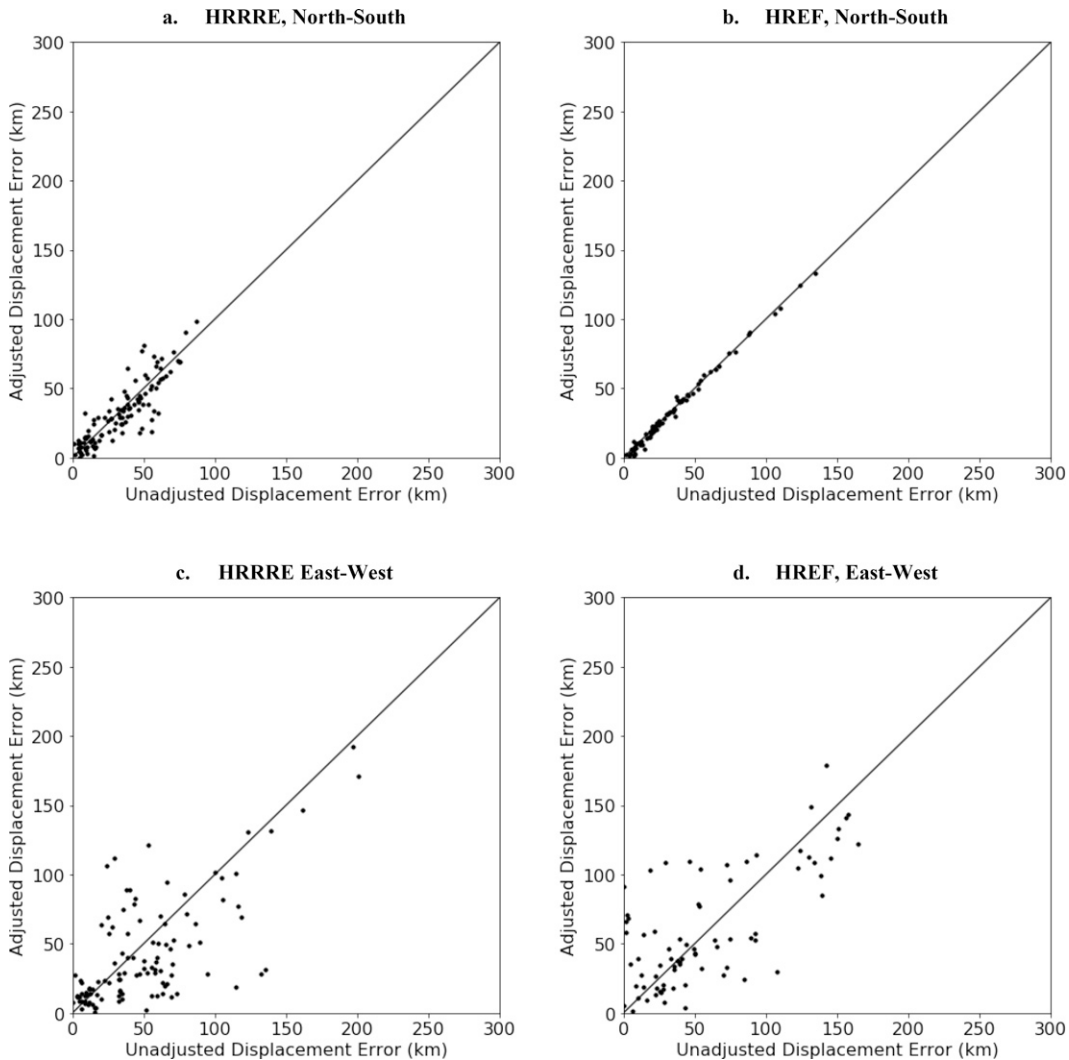 a. HRRRE, North-South
300
250
200
150
100
50
0
0 50 100 150 200 250 300
Adjusted Displacement Error (km)
Unadjusted Displacement Error (km)
b. HREF, North-South
300
250
200
150
100
50
0
0 50 100 150 200 250 300
Adjusted Displacement Error (km)
Unadjusted Displacement Error (km)
c. HRRRE East-West
300
250
200
150
100
50
0
0 50 100 150 200 250 300
Adjusted Displacement Error (km)
Unadjusted Displacement Error (km)
d. HREF, East-West
300
250
200
150
100
50
0
0 50 100 150 200 250 300
Adjusted Displacement Error (km)
Unadjusted Displacement Error (km)